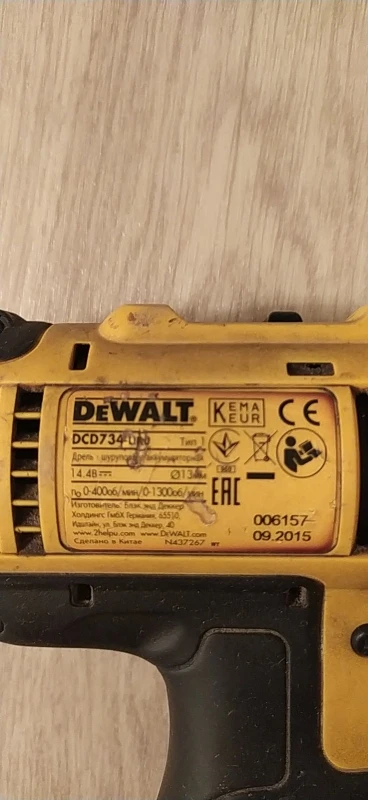 DEWALT® KEMA KEUR CE
DCD734- Тип 1
Дрель - шуруповерт аккумуляторная
14.4В Ø13мм
n₀ 0-400об/мин/0-1300об/мин
EAC
Изготовитель: Блэк энд Деккер
Холдингс ГмбХ Германия, 65510,
Идштайн, ул. Блэк энд Деккер, 40
www.2helpu.com www.DEWALT.com
Сделано в Китае N437267 WT
006157
09.2015